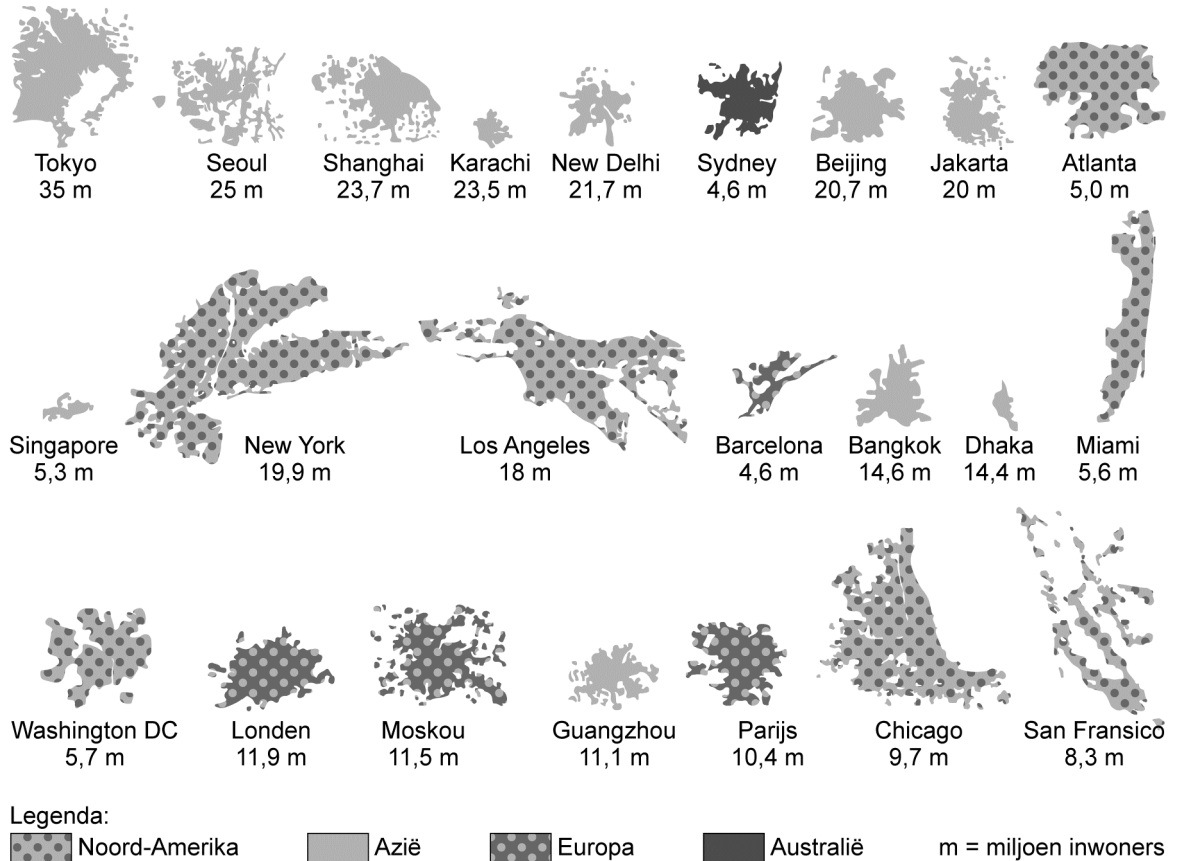 Tokyo
35 m
Seoul
25 m
Shanghai
23,7 m
Karachi
23,5 m
New Delhi
21,7 m
Sydney
4,6 m
Beijing
20,7 m
Jakarta
20 m
Atlanta
5,0 m
Singapore
5,3 m
New York
19,9 m
Los Angeles
18 m
Barcelona
4,6 m
Bangkok
14,6 m
Dhaka
14,4 m
Miami
5,6 m
Washington DC
5,7 m
Londen
11,9 m
Moskou
11,5 m
Guangzhou
11,1 m
Parijs
10,4 m
Chicago
9,7 m
San Fransico
8,3 m
Legenda:
Noord-Amerika
Azië
Europa
Australië
m = miljoen inwoners